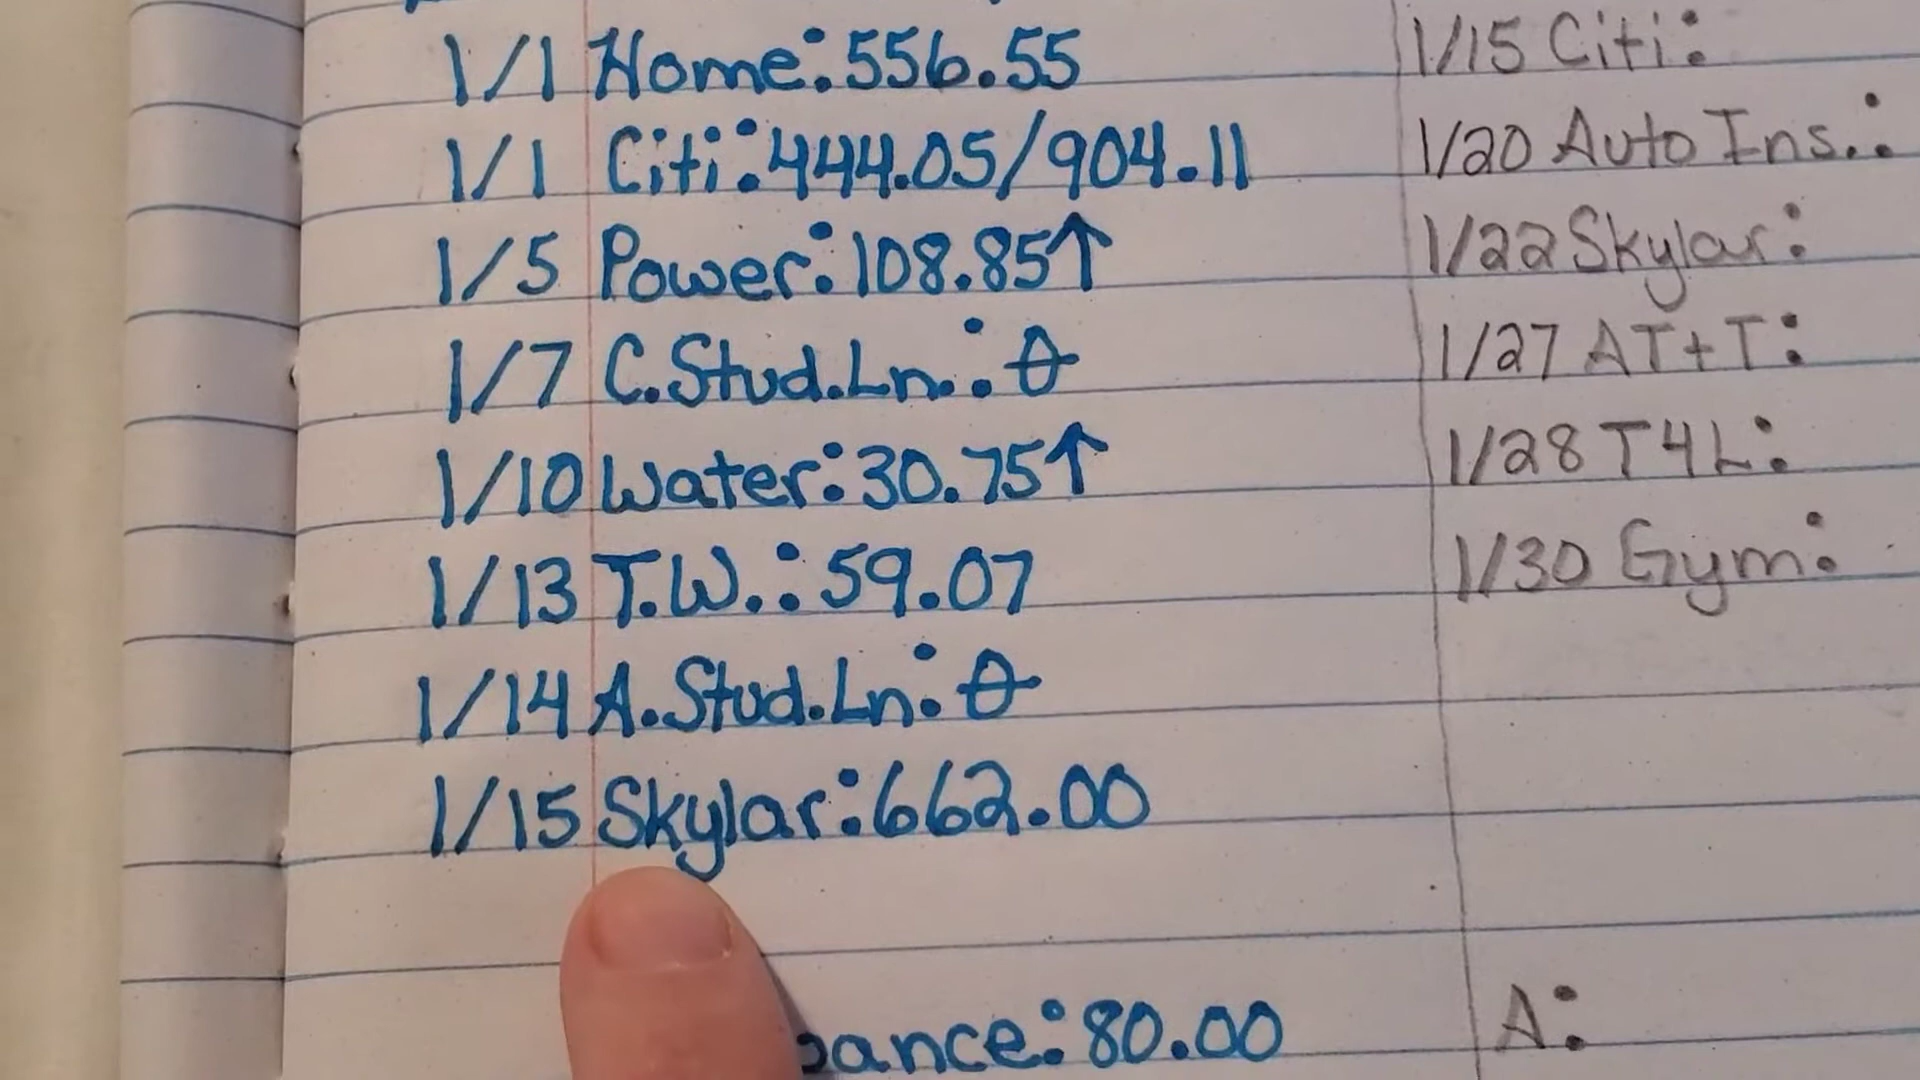 1/1 Home: 556.55
1/1 Citi: 444.05/904.11
1/5 Power: 108.85↑
1/7 C. Stud. Ln.: 0
1/10 Water: 30.75↑
1/13 T.W.: 59.07
1/14 A. Stud. Ln: 0
1/15 Skylar: 662.00
80.00
1/15 Citi:
1/20 Auto Ins.:
1/22 Skylar:
1/27 AT+T:
1/28 T4L:
1/30 Gym:
A: